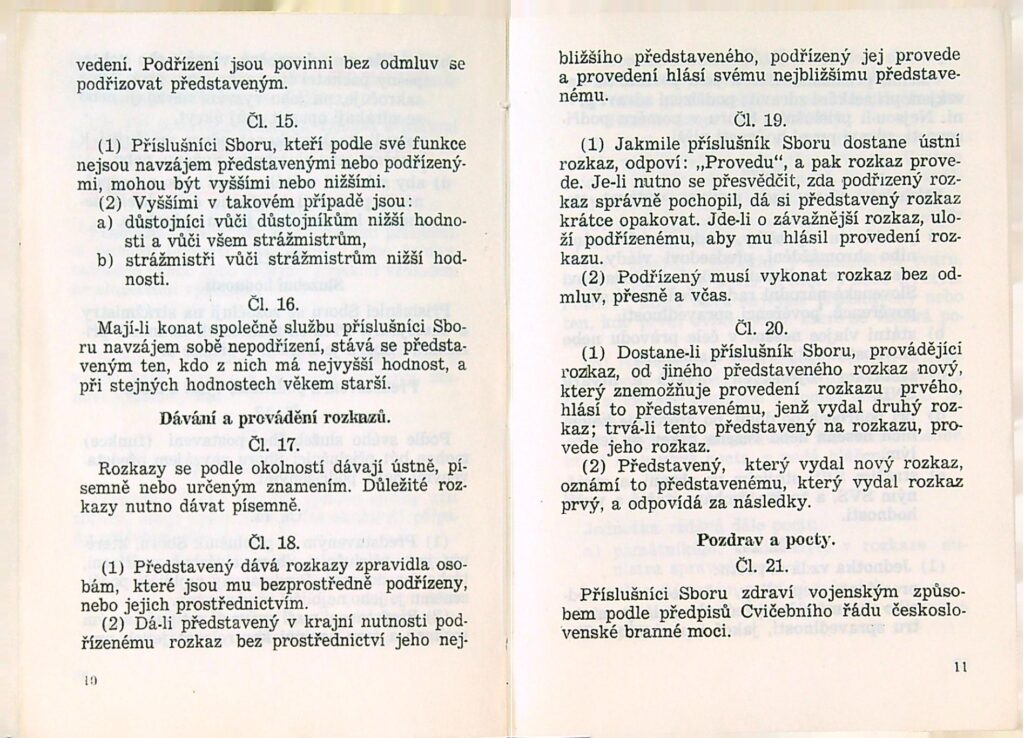 vedení. Podřízení jsou povinni bez odmluv se
podřizovat představeným.
Čl. 15.
(1) Příslušníci Sboru, kteří podle své funkce
nejsou navzájem představenými nebo podřízený-
mi, mohou být vyššími nebo nižšími.
(2) Vyššími v takovém případě jsou:
a) důstojníci vůči důstojníkům nižší hodno-
sti a vůči všem strážmistrům,
b) strážmistři vůči strážmistrům nižší hod-
nosti.
Čl. 16.
Mají-li konat společně službu příslušníci Sbo-
ru navzájem sobě nepodřízení, stává se předsta-
veným ten, kdo z nich má nejvyšší hodnost, a
při stejných hodnostech věkem starší.
Dávání a provádění rozkazů.
Čl. 17.
Rozkazy se podle okolností dávají ústně, pí-
semně nebo určeným znamením. Důležité roz-
kazy nutno dávat písemně.
Čl. 18.
(1) Představený dává rozkazy zpravidla oso-
bám, které jsou mu bezprostředně podřízeny,
nebo jejich prostřednictvím.
(2) Dá-li představený v krajní nutnosti pod-
řízenému rozkaz bez prostřednictví jeho nej-
10
bližšího představeného, podřízený jej provede
a provedení hlásí svému nejbližšímu představe-
nému.
Čl. 19.
(1) Jakmile příslušník Sboru dostane ústní
rozkaz, odpoví: „Provedu“, a pak rozkaz prove-
de. Je-li nutno se přesvědčit, zda podřízený roz-
kaz správně pochopil, dá si představený rozkaz
krátce opakovat. Jde-li o závažnější rozkaz, ulo-
ží podřízenému, aby mu hlásil provedení roz-
kazu.
(2) Podřízený musí vykonat rozkaz bez od-
mluv, přesně a včas.
Čl. 20.
(1) Dostane-li příslušník Sboru, provádějící
rozkaz, od jiného představeného rozkaz nový,
který znemožňuje provedení rozkazu prvého,
hlásí to představenému, jenž vydal druhý roz-
kaz; trvá-li tento představený na rozkazu, pro-
vede jeho rozkaz.
(2) Představený, který vydal nový rozkaz,
oznámí to představenému, který vydal rozkaz
prvý, a odpovídá za následky.
Pozdrav a pocty.
Čl. 21.
Příslušníci Sboru zdraví vojenským způso-
bem podle předpisů Cvičebního řádu českoslo-
venské branné moci.
11